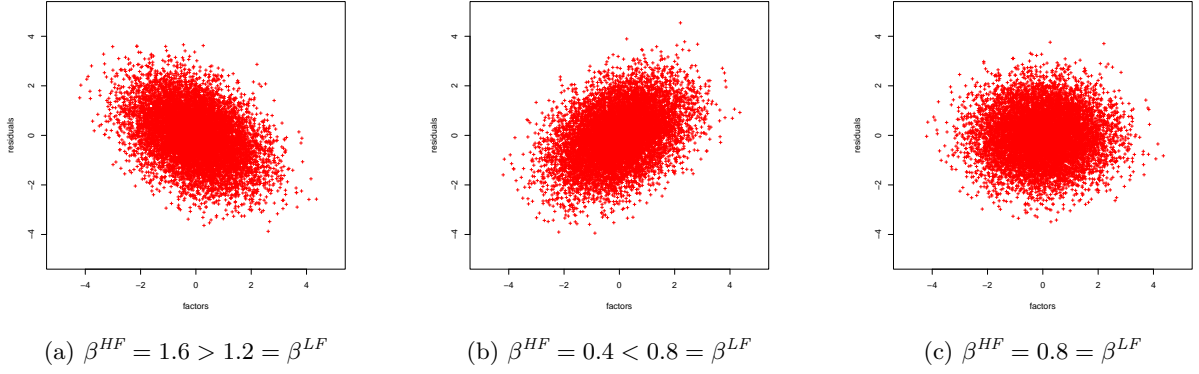 4
2
0
−2
−4
residuals
−4 −2 0 2 4
factors
(a) β^{HF} = 1.6 > 1.2 = β^{LF}
4
2
0
−2
−4
residuals
−4 −2 0 2 4
factors
(b) β^{HF} = 0.4 < 0.8 = β^{LF}
4
2
0
−2
−4
residuals
−4 −2 0 2 4
factors
(c) β^{HF} = 0.8 = β^{LF}